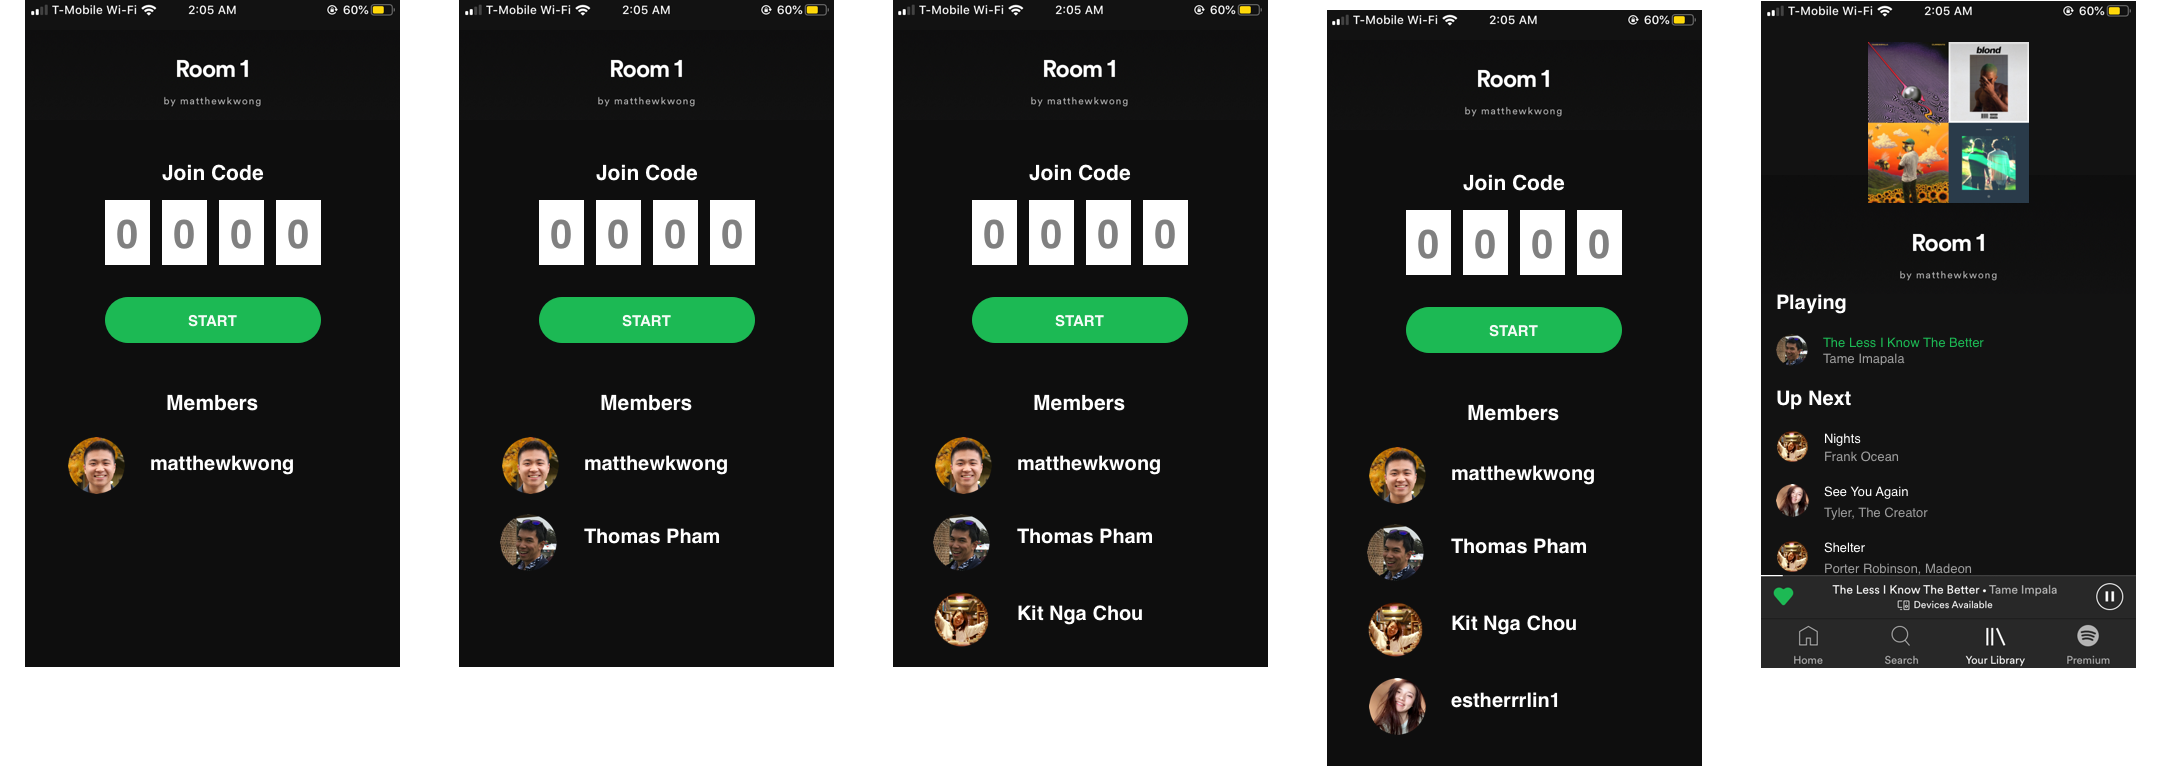 T-Mobile Wi-Fi 2:05 AM 60%
Room 1
by matthewkwong
Join Code
0 0 0 0
START
Members
matthewkwong
T-Mobile Wi-Fi 2:05 AM 60%
Room 1
by matthewkwong
Join Code
0 0 0 0
START
Members
matthewkwong
Thomas Pham
T-Mobile Wi-Fi 2:05 AM 60%
Room 1
by matthewkwong
Join Code
0 0 0 0
START
Members
matthewkwong
Thomas Pham
Kit Nga Chou
T-Mobile Wi-Fi 2:05 AM 60%
Room 1
by matthewkwong
Join Code
0 0 0 0
START
Members
matthewkwong
Thomas Pham
Kit Nga Chou
estherrrlin1
T-Mobile Wi-Fi 2:05 AM 60%
blond
Room 1
by matthewkwong
Playing
The Less I Know The Better
Tame Imapala
Up Next
Nights
Frank Ocean
See You Again
Tyler, The Creator
Shelter
Porter Robinson, Madeon
The Less I Know The Better • Tame Impala
Devices Available
Home Search Your Library Premium